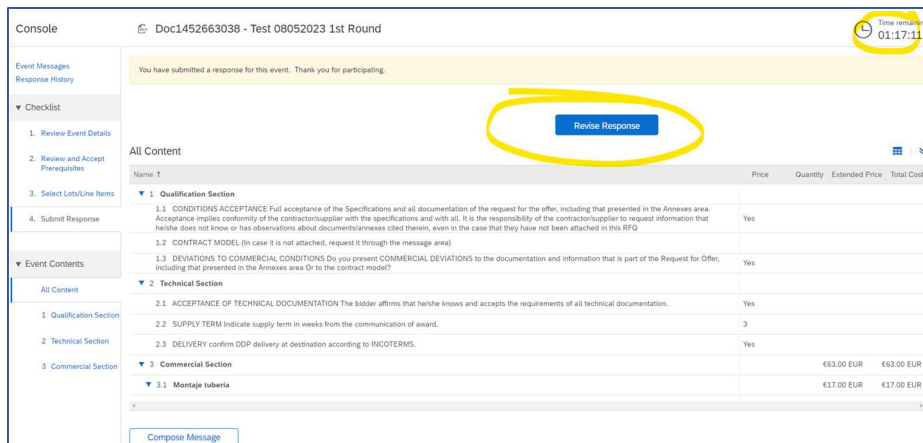 Console
Doc1452663038 - Test 08052023 1st Round
Time remainin
01:17:11
Event Messages
Response History
You have submitted a response for this event. Thank you for participating.
▼ Checklist
1. Review Event Details
2. Review and Accept
Prerequisites
3. Select Lots/Line Items
4. Submit Response
▼ Event Contents
All Content
1 Qualification Section
2 Technical Section
3 Commercial Section
Revise Response
All Content
Name ↑
Price
Quantity
Extended Price
Total Cost
▼ 1 Qualification Section
1.1 CONDITIONS ACCEPTANCE Full acceptance of the Specifications and all documentation of the request for the offer, including that presented in the Annexes area.
Acceptance implies conformity of the contractor/supplier with the specifications and with all. It is the responsibility of the contractor/supplier to request information that
he/she does not know or has observations about documents/annexes cited therein, even in the case that they have not been attached in this RFQ
Yes
1.2 CONTRACT MODEL (In case it is not attached, request it through the message area)
1.3 DEVIATIONS TO COMMERCIAL CONDITIONS Do you present COMMERCIAL DEVIATIONS to the documentation and information that is part of the Request for Offer,
including that presented in the Annexes area Or to the contract model?
Yes
▼ 2 Technical Section
2.1 ACCEPTANCE OF TECHNICAL DOCUMENTATION The bidder affirms that he/she knows and accepts the requirements of all technical documentation.
Yes
2.2 SUPPLY TERM Indicate supply term in weeks from the communication of award.
3
2.3 DELIVERY confirm DDP delivery at destination according to INCOTERMS.
Yes
▼ 3 Commercial Section
€63.00 EUR
€63.00 EUR
▼ 3.1 Montaje tuberia
€17.00 EUR
€17.00 EUR
Compose Message